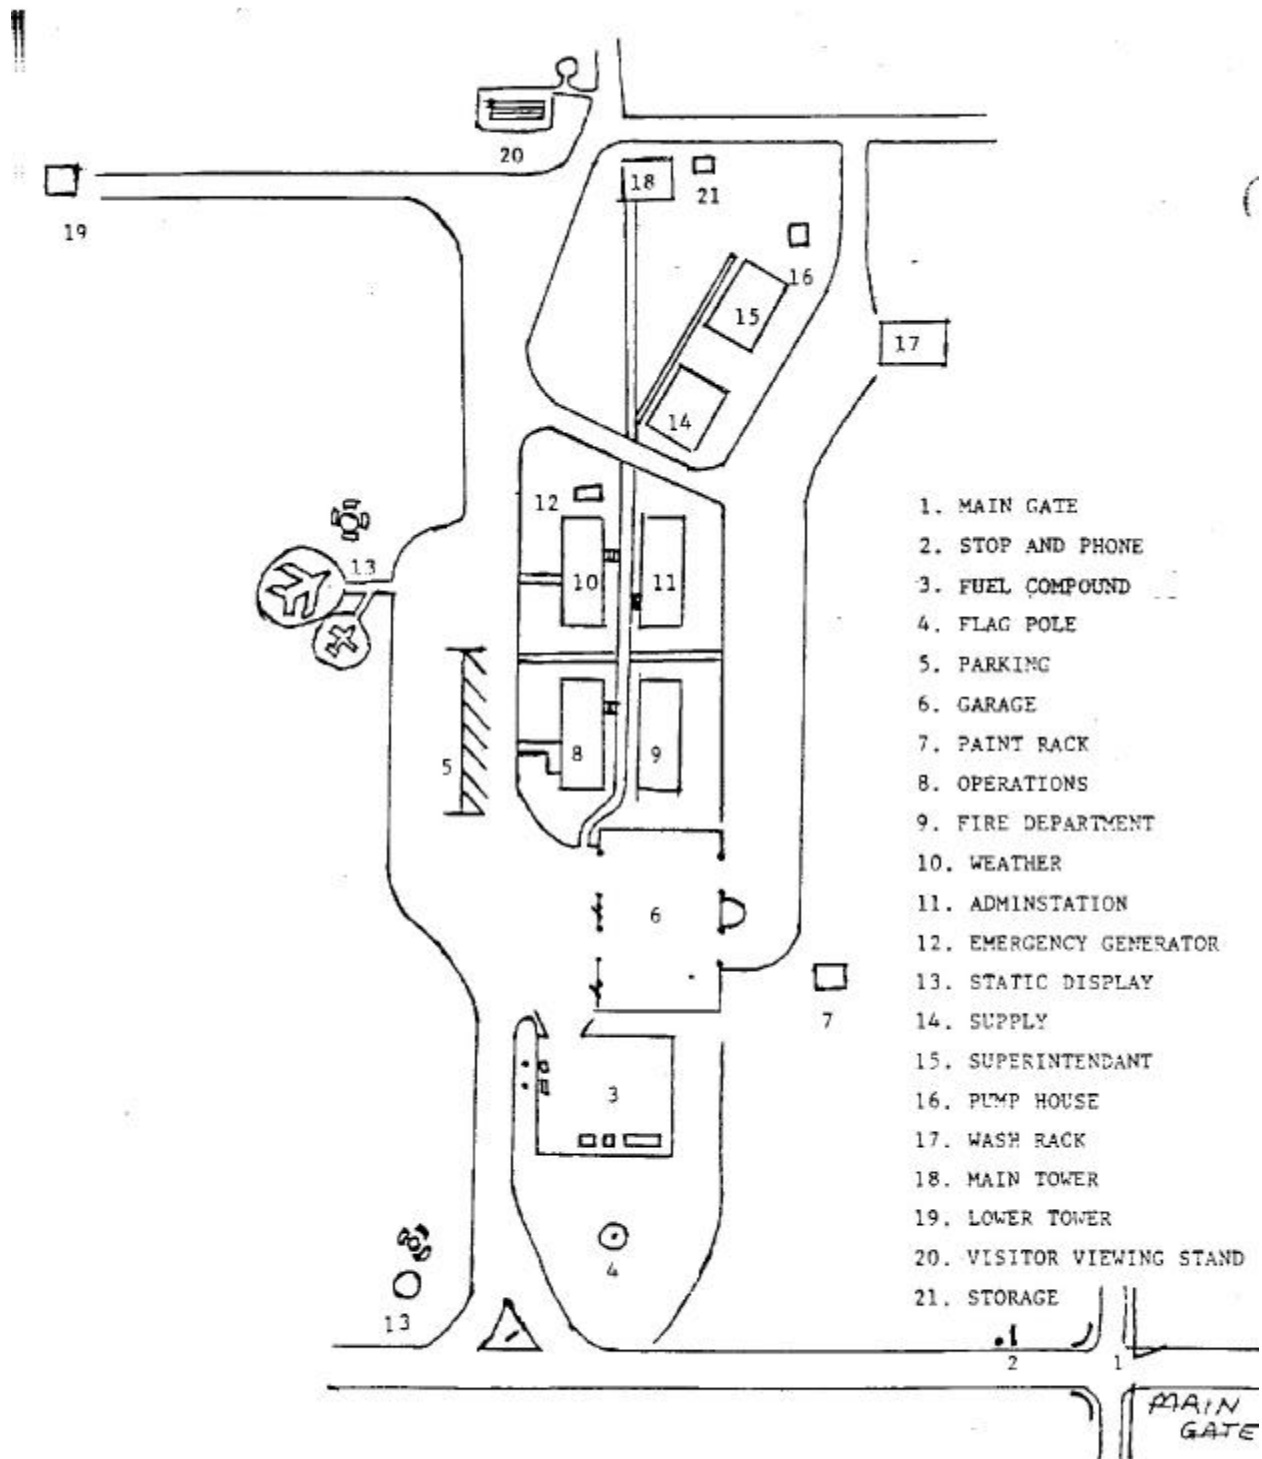 20
18
21
19
16
15
17
14
12
13
10
11
5
8
9
6
7
3
4
13
2
1
MAIN
GATE
1. MAIN GATE
2. STOP AND PHONE
3. FUEL COMPOUND
4. FLAG POLE
5. PARKING
6. GARAGE
7. PAINT RACK
8. OPERATIONS
9. FIRE DEPARTMENT
10. WEATHER
11. ADMINSTATION
12. EMERGENCY GENERATOR
13. STATIC DISPLAY
14. SUPPLY
15. SUPERINTENDANT
16. PUMP HOUSE
17. WASH RACK
18. MAIN TOWER
19. LOWER TOWER
20. VISITOR VIEWING STAND
21. STORAGE